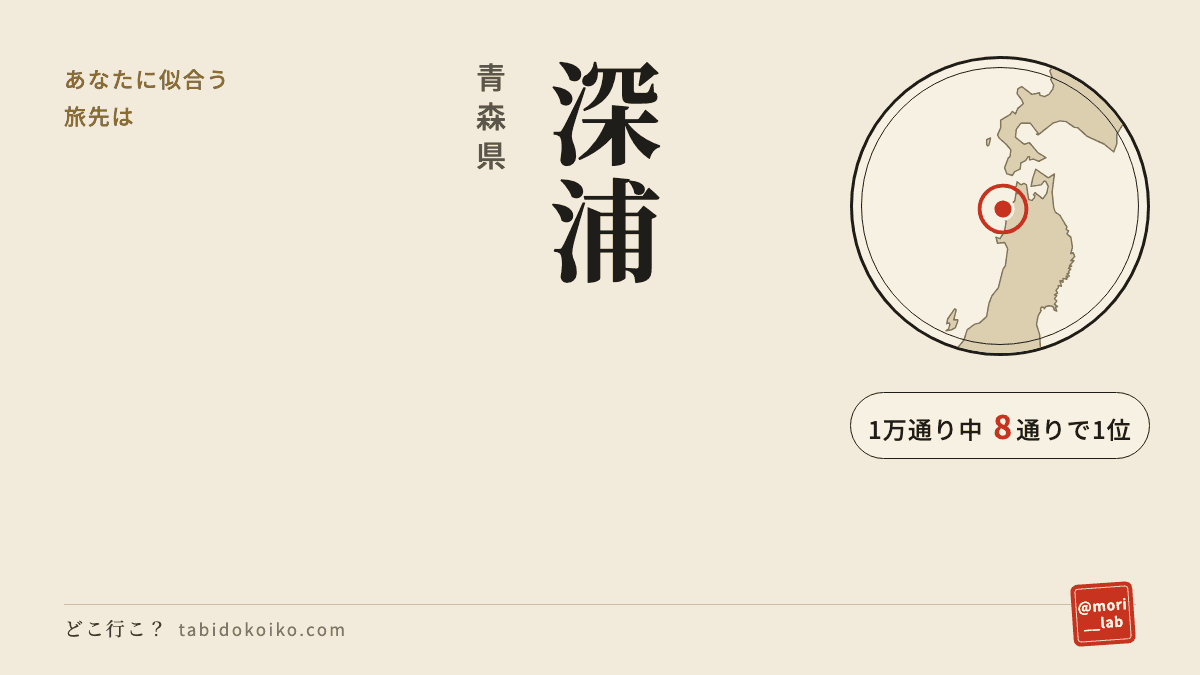 あなたに似合う
旅先は
深浦
青森県
1万通り中 8通りで1位
どこ行こ？ tabidokoiko.com
@mori
__lab